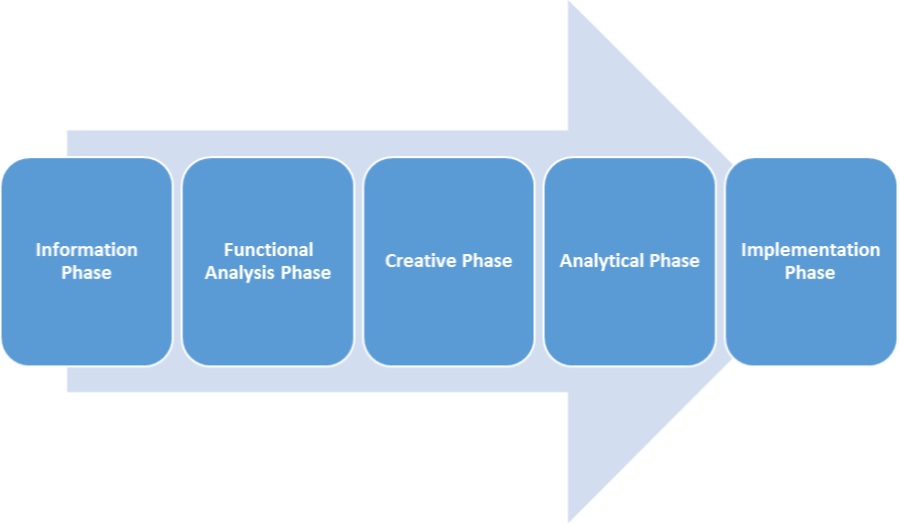 Information
Phase
Functional
Analysis Phase
Creative Phase
Analytical Phase
Implementation
Phase